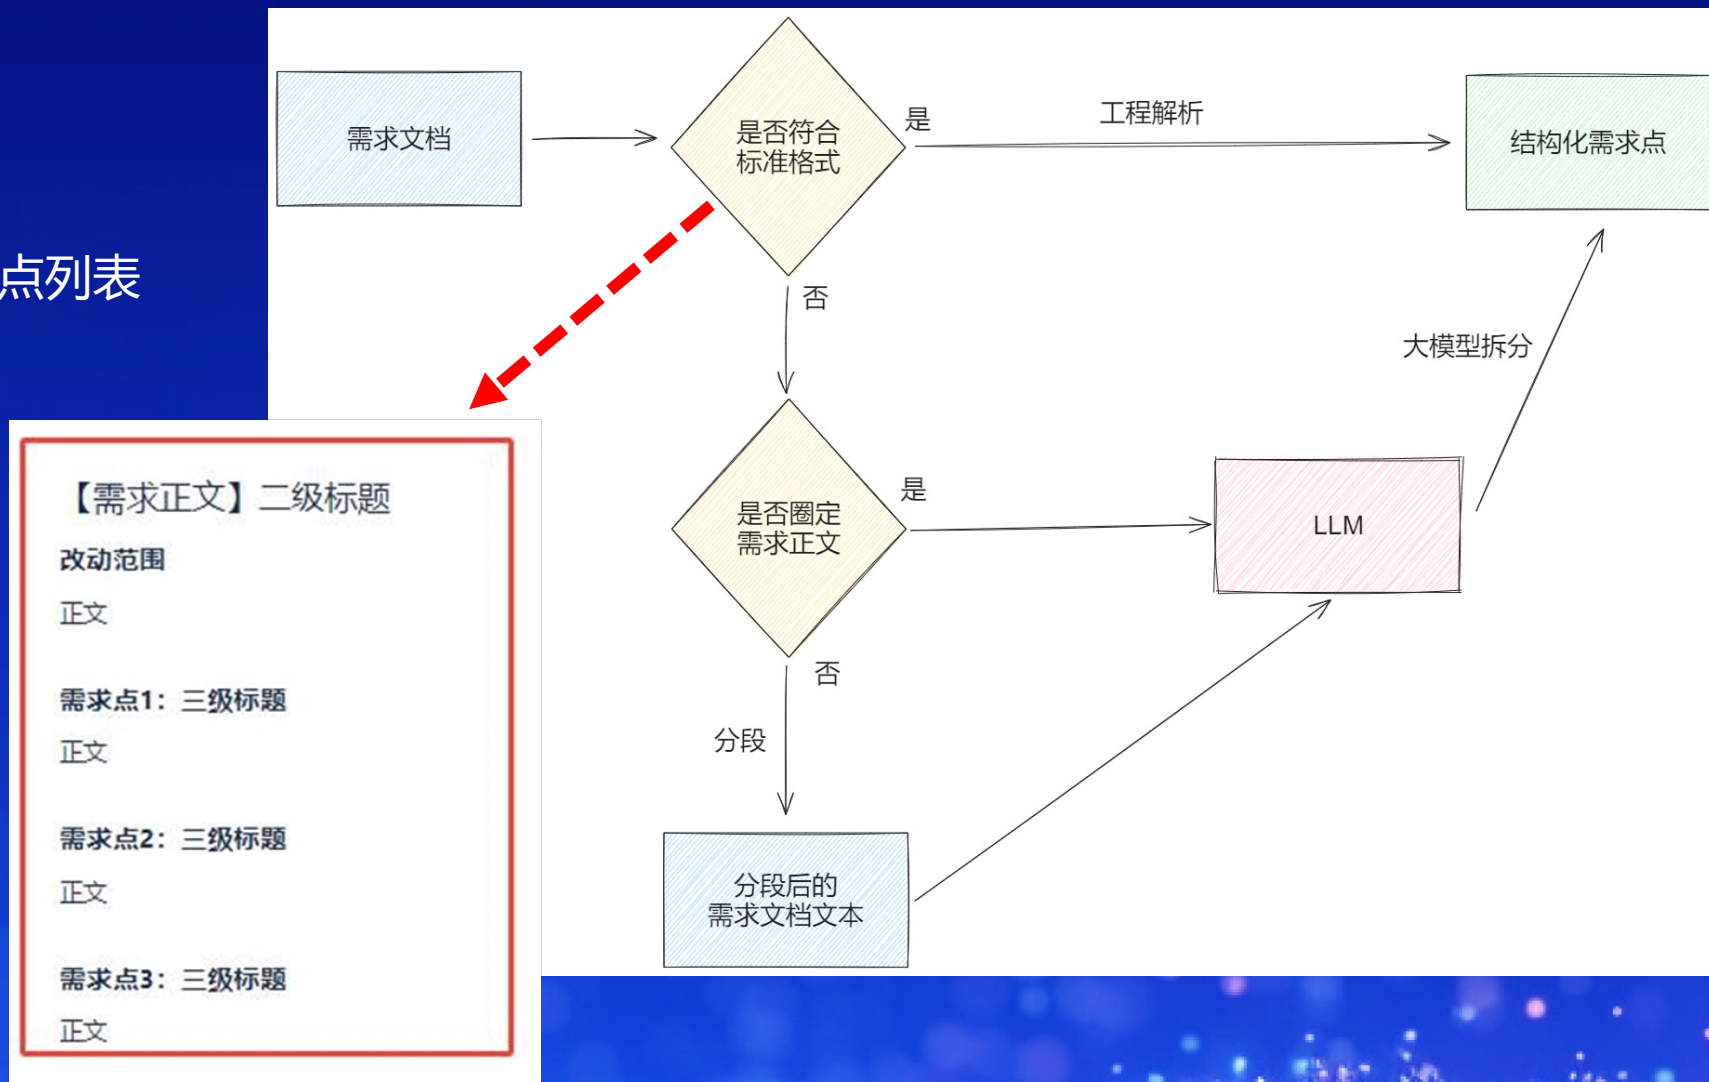 点列表
需求文档
是否符合
标准格式
是
工程解析
结构化需求点
否
大模型拆分
是否圈定
需求正文
是
LLM
否
分段
分段后的
需求文档文本
【需求正文】二级标题
改动范围
正文
需求点1：三级标题
正文
需求点2：三级标题
正文
需求点3：三级标题
正文